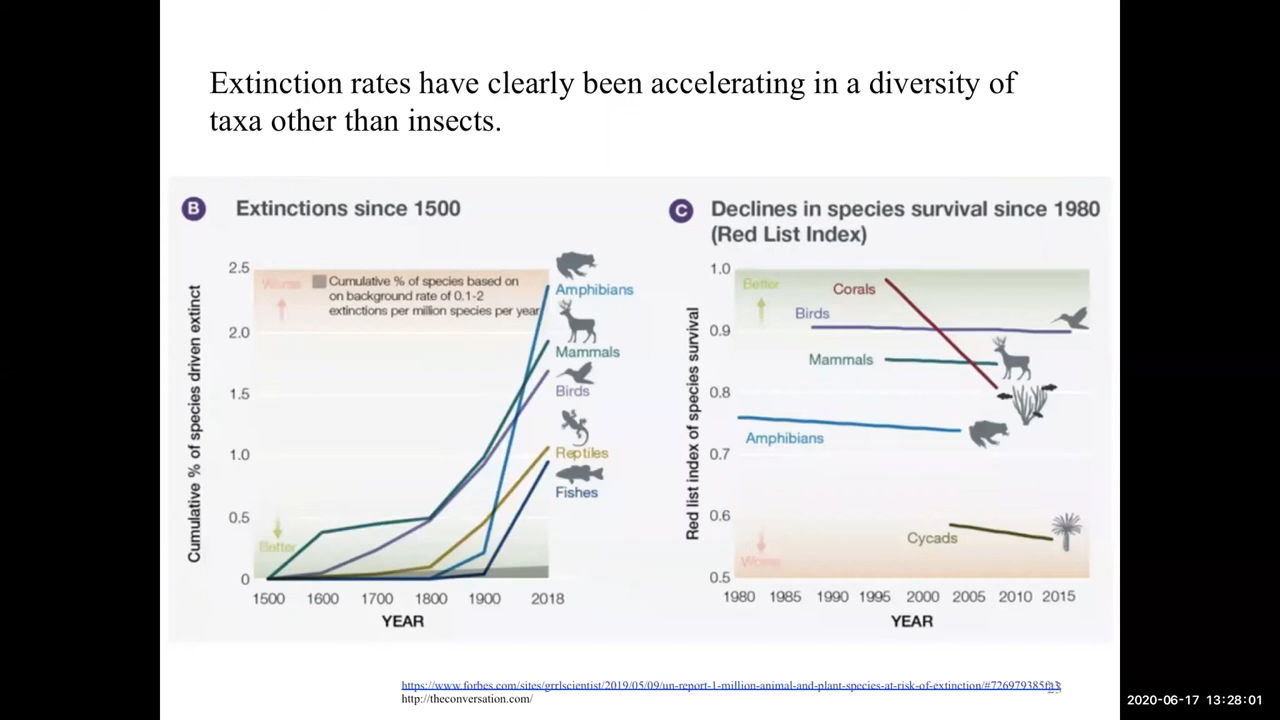 Extinction rates have clearly been accelerating in a diversity of
taxa other than insects.
B Extinctions since 1500
Cumulative % of species driven extinct
2.5
2.0
1.5
1.0
0.5
0
Worse
Cumulative % of species based on
on background rate of 0.1-2
extinctions per million species per year
Better
Amphibians
Mammals
Birds
Reptiles
Fishes
1500 1600 1700 1800 1900 2018
YEAR
C Declines in species survival since 1980
(Red List Index)
Red list index of species survival
1.0
0.9
0.8
0.7
0.6
0.5
Better
Corals
Birds
Mammals
Amphibians
Cycads
Worse
1980 1985 1990 1995 2000 2005 2010 2015
YEAR
https://www.forbes.com/sites/grrlscientist/2019/05/09/un-report-1-million-animal-and-plant-species-at-risk-of-extinction/#726979385fa3
http://theconversation.com/
2020-06-17 13:28:01